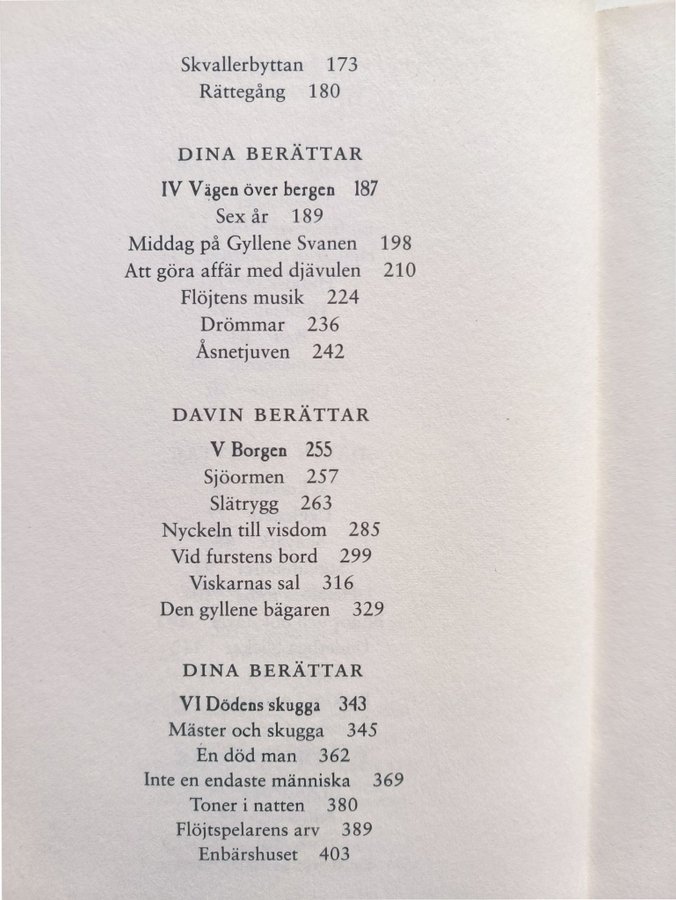 Skvallerbyttan 173
Rättegång 180
DINA BERÄTTAR
IV Vägen över bergen 187
Sex år 189
Middag på Gyllene Svanen 198
Att göra affär med djävulen 210
Flöjtens musik 224
Drömmar 236
Åsnetjuven 242
DAVIN BERÄTTAR
V Borgen 255
Sjöormen 257
Slätrygg 263
Nyckeln till visdom 285
Vid furstens bord 299
Viskarnas sal 316
Den gyllene bägaren 329
DINA BERÄTTAR
VI Dödens skugga 343
Mäster och skugga 345
En död man 362
Inte en endaste människa 369
Toner i natten 380
Flöjtspelarens arv 389
Enbärshuset 403